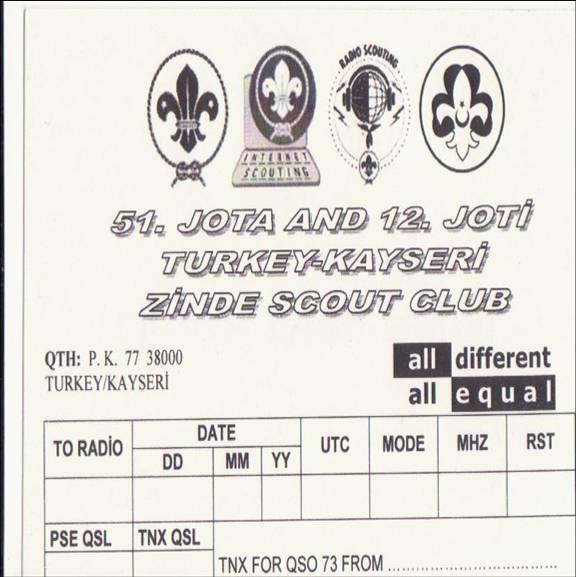 RADIO SCOUTING
INTERNET
SCOUTING
51. JOTA AND 12. JOTİ
TURKEY-KAYSERİ
ZİNDE SCOUT CLUB
QTH: P. K. 77 38000
TURKEY/KAYSERİ
all different
all equal
TO RADİO DATE UTC MODE MHZ RST
DD MM YY
PSE QSL TNX QSL
TNX FOR QSO 73 FROM ................................